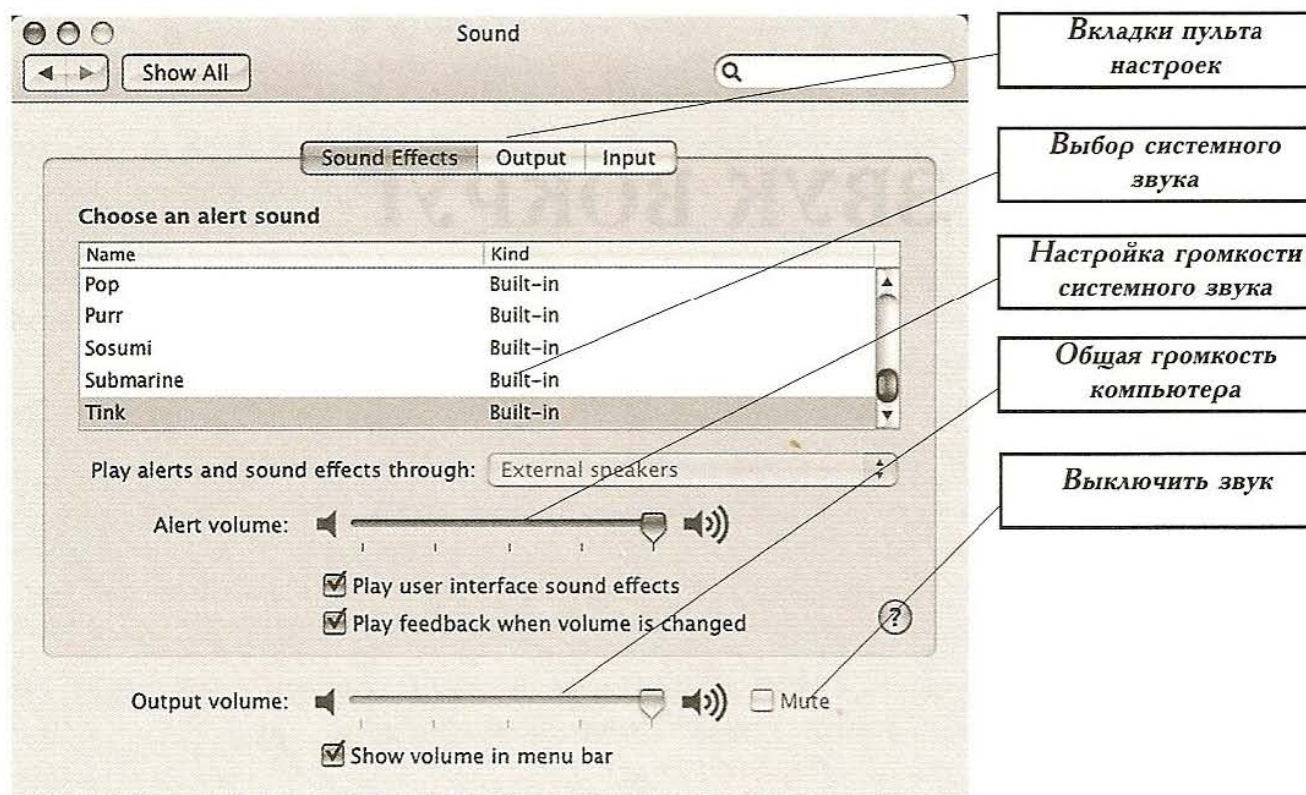 Sound
Show All
Sound Effects Output Input
Choose an alert sound
Name Kind
Pop Built-in
Purr Built-in
Sosumi Built-in
Submarine Built-in
Tink Built-in
Play alerts and sound effects through: External speakers
Alert volume:
Play user interface sound effects
Play feedback when volume is changed
?
Output volume: Mute
Show volume in menu bar
Вкладки пульта
настроек
Выбор системного
звука
Настройка громкости
системного звука
Общая громкость
компьютера
Выключить звук
ЗВУК ВОКРУГ